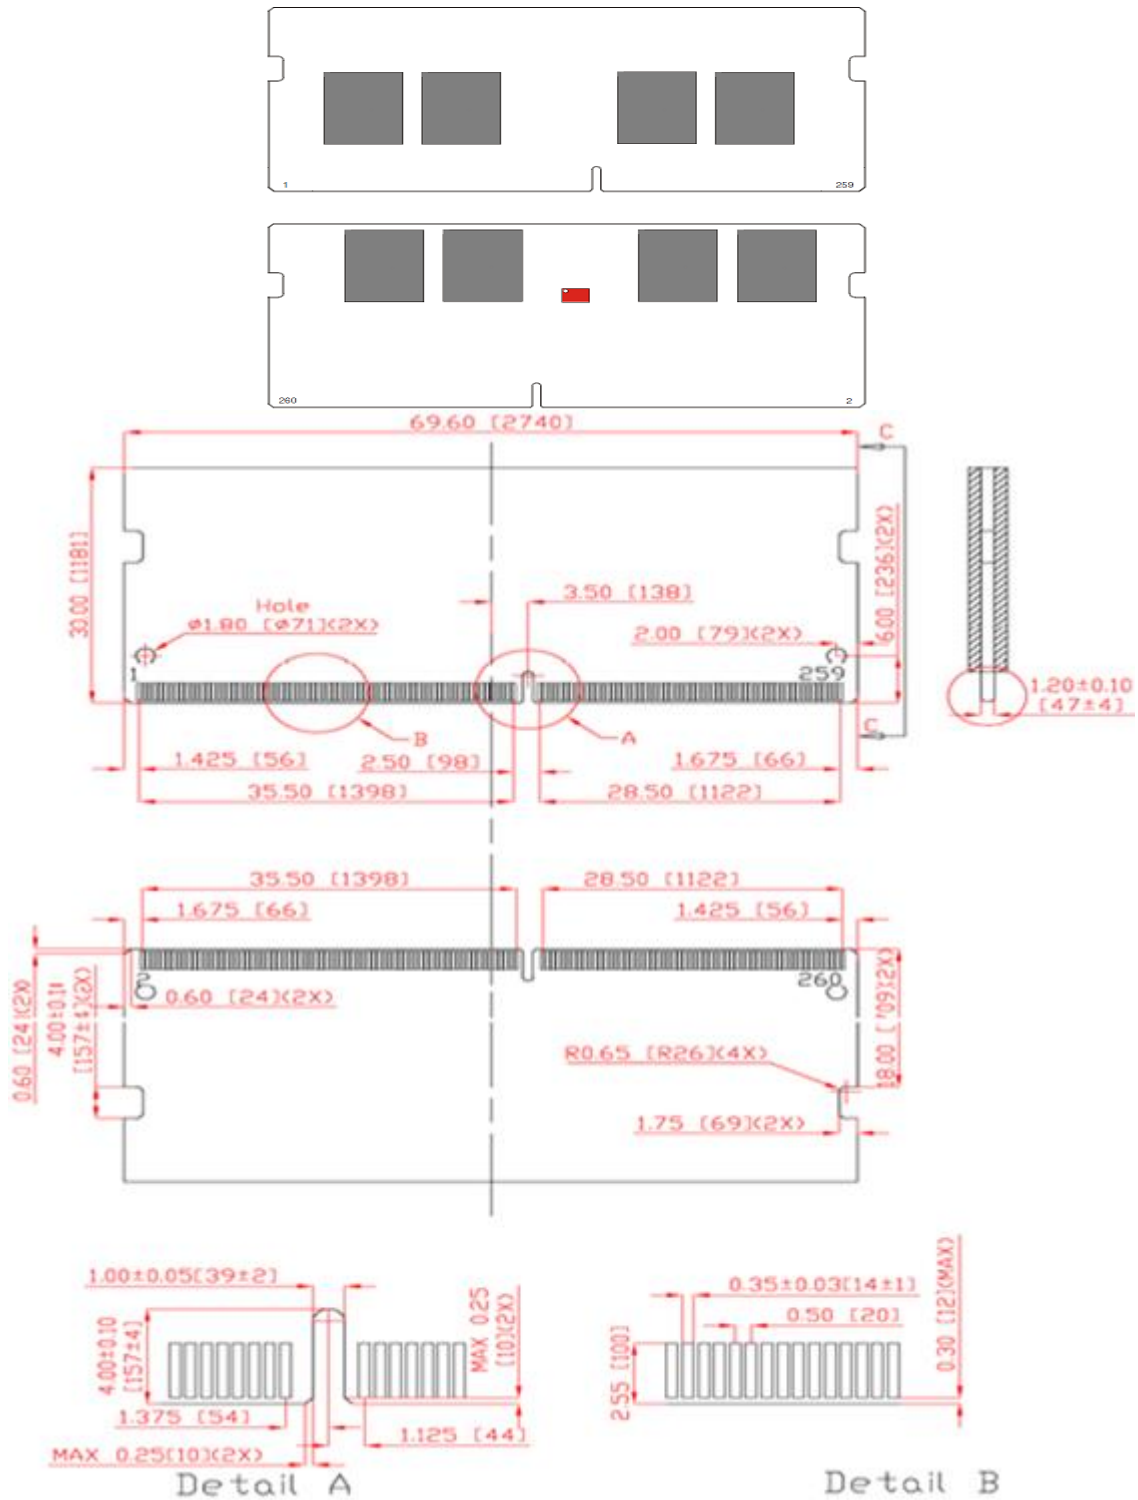 1
259
260
2
69.60 [2740]
C
30.00 [1181]
6.00 [236](2X)
3.50 [138]
Hole
ø1.80 [ø71](2X)
2.00 [79](2X)
1
259
1.20±0.10
[47±4]
B
A
C
1.425 [56]
2.50 [98]
1.675 [66]
35.50 [1398]
28.50 [1122]
35.50 [1398]
28.50 [1122]
1.675 [66]
1.425 [56]
2
260
0.60 [24](2X)
0.60 [24](2X)
4.00±0.10
[157±4](2X)
R0.65 [R26](4X)
18.00
1.75 [69](2X)
1.00±0.05[39±2]
4.00±0.10
[157±4]
MAX 0.25
[10](2X)
1.375 [54]
1.125 [44]
MAX 0.25[10](2X)
0.35±0.03[14±1]
0.50 [20]
2.55 [100]
0.30 [12](MAX)
Detail A
Detail B